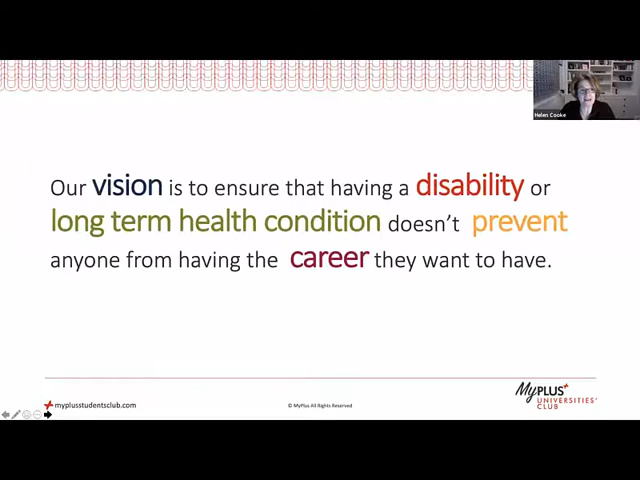 Helen Cooke
Our vision is to ensure that having a disability or
long term health condition doesn't prevent
anyone from having the career they want to have.
myplusstudentsclub.com
© MyPlus All Rights Reserved
MyPLUS+
UNIVERSITIES'
CLUB